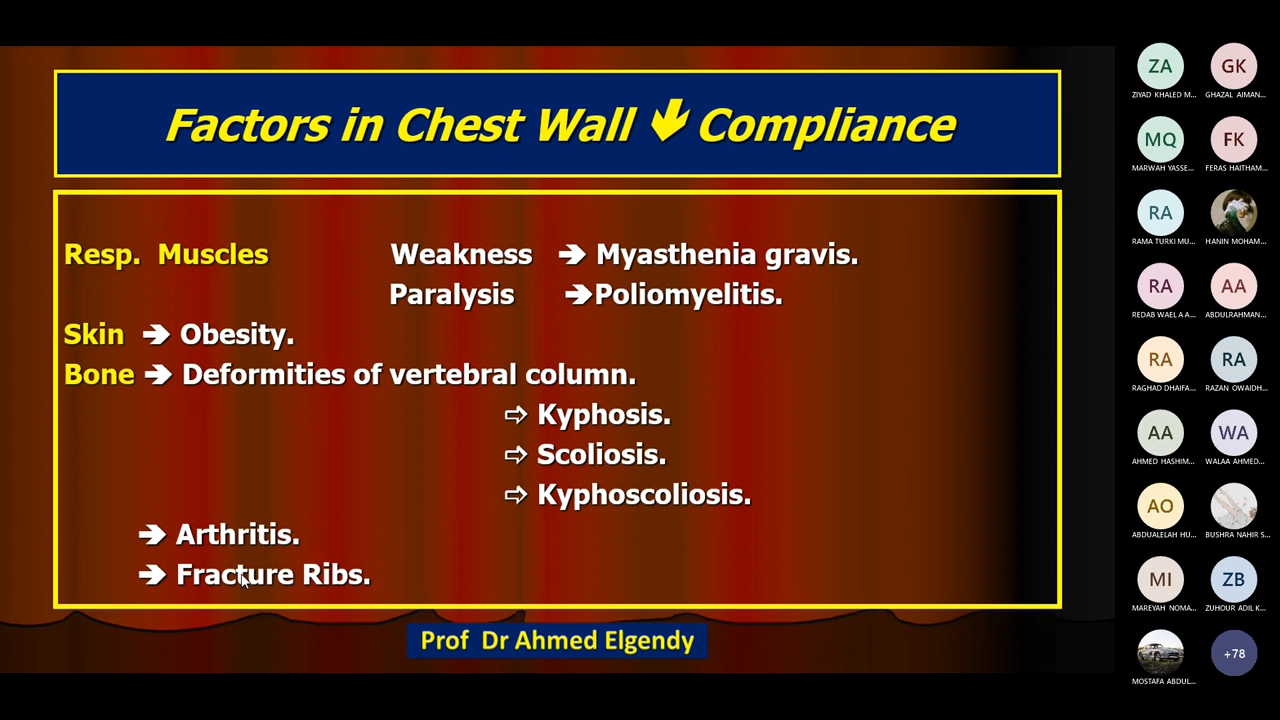 Factors in Chest Wall 🡻 Compliance
Resp. Muscles Weakness ➔ Myasthenia gravis.
Paralysis ➔Poliomyelitis.
Skin ➔ Obesity.
Bone ➔ Deformities of vertebral column.
⇨ Kyphosis.
⇨ Scoliosis.
⇨ Kyphoscoliosis.
➔ Arthritis.
➔ Fracture Ribs.
Prof Dr Ahmed Elgendy
ZA GK
ZIYAD KHALED M... GHAZAL AIMAN...
MQ FK
MARWAH YASSE... FERAS HAITHAM...
RA
RAMA TURKI MU... HANIN MOHAM...
RA AA
REDAB WAEL A A... ABDULRAHMAN...
RA RA
RAGHAD DHAIFA... RAZAN OWAIDH...
AA WA
AHMED HASHIM... WALAA AHMED...
AO
ABDUALELAH HU... BUSHRA NAHIR S...
MI ZB
MAREYAH NOMA... ZUHOUR ADIL K...
+78
MOSTAFA ABDUL...